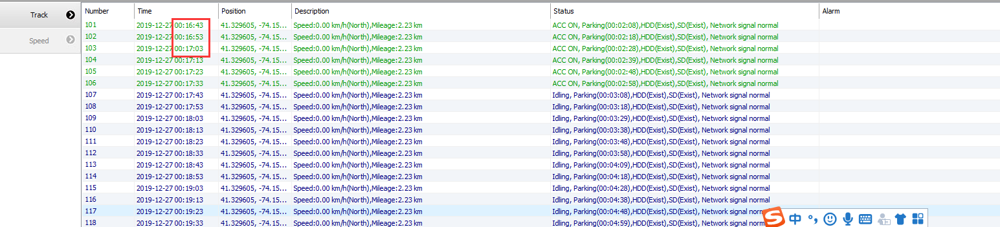 Track
Speed
Number Time Position Description Status Alarm
101 2019-12-27 00:16:43 41.329605, -74.15... Speed:0.00 km/h(North),Mileage:2.23 km ACC ON, Parking(00:02:08),HDD(Exist),SD(Exist), Network signal normal
102 2019-12-27 00:16:53 41.329605, -74.15... Speed:0.00 km/h(North),Mileage:2.23 km ACC ON, Parking(00:02:18),HDD(Exist),SD(Exist), Network signal normal
103 2019-12-27 00:17:03 41.329605, -74.15... Speed:0.00 km/h(North),Mileage:2.23 km ACC ON, Parking(00:02:28),HDD(Exist),SD(Exist), Network signal normal
104 2019-12-27 00:17:13 41.329605, -74.15... Speed:0.00 km/h(North),Mileage:2.23 km ACC ON, Parking(00:02:39),HDD(Exist),SD(Exist), Network signal normal
105 2019-12-27 00:17:23 41.329605, -74.15... Speed:0.00 km/h(North),Mileage:2.23 km ACC ON, Parking(00:02:48),HDD(Exist),SD(Exist), Network signal normal
106 2019-12-27 00:17:33 41.329605, -74.15... Speed:0.00 km/h(North),Mileage:2.23 km ACC ON, Parking(00:02:58),HDD(Exist),SD(Exist), Network signal normal
107 2019-12-27 00:17:43 41.329605, -74.15... Speed:0.00 km/h(North),Mileage:2.23 km Idling, Parking(00:03:08),HDD(Exist),SD(Exist), Network signal normal
108 2019-12-27 00:17:53 41.329605, -74.15... Speed:0.00 km/h(North),Mileage:2.23 km Idling, Parking(00:03:18),HDD(Exist),SD(Exist), Network signal normal
109 2019-12-27 00:18:03 41.329605, -74.15... Speed:0.00 km/h(North),Mileage:2.23 km Idling, Parking(00:03:29),HDD(Exist),SD(Exist), Network signal normal
110 2019-12-27 00:18:13 41.329605, -74.15... Speed:0.00 km/h(North),Mileage:2.23 km Idling, Parking(00:03:38),HDD(Exist),SD(Exist), Network signal normal
111 2019-12-27 00:18:23 41.329605, -74.15... Speed:0.00 km/h(North),Mileage:2.23 km Idling, Parking(00:03:48),HDD(Exist),SD(Exist), Network signal normal
112 2019-12-27 00:18:33 41.329605, -74.15... Speed:0.00 km/h(North),Mileage:2.23 km Idling, Parking(00:03:58),HDD(Exist),SD(Exist), Network signal normal
113 2019-12-27 00:18:43 41.329605, -74.15... Speed:0.00 km/h(North),Mileage:2.23 km Idling, Parking(00:04:09),HDD(Exist),SD(Exist), Network signal normal
114 2019-12-27 00:18:53 41.329605, -74.15... Speed:0.00 km/h(North),Mileage:2.23 km Idling, Parking(00:04:18),HDD(Exist),SD(Exist), Network signal normal
115 2019-12-27 00:19:03 41.329605, -74.15... Speed:0.00 km/h(North),Mileage:2.23 km Idling, Parking(00:04:28),HDD(Exist),SD(Exist), Network signal normal
116 2019-12-27 00:19:13 41.329605, -74.15... Speed:0.00 km/h(North),Mileage:2.23 km Idling, Parking(00:04:38),HDD(Exist),SD(Exist), Network signal normal
117 2019-12-27 00:19:23 41.329605, -74.15... Speed:0.00 km/h(North),Mileage:2.23 km Idling, Parking(00:04:48),HDD(Exist),SD(Exist), Network signal
118 2019-12-27 00:19:33 41.329605, -74.15... Speed:0.00 km/h(North),Mileage:2.23 km Idling, Parking(00:04:59),HDD(Exist),SD(Exist), Network signal
S 中 °,